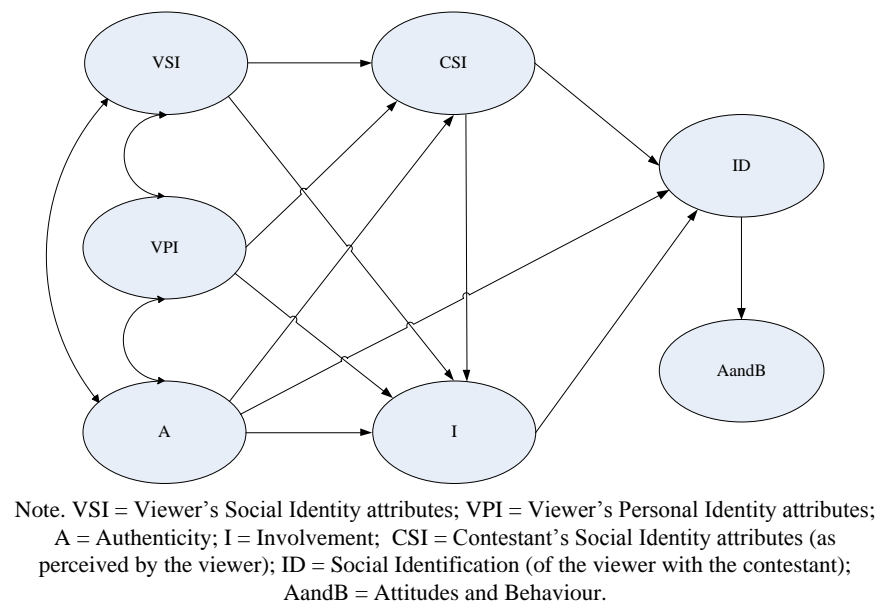 VSI
CSI
ID
VPI
AandB
A
I
Note. VSI = Viewer's Social Identity attributes; VPI = Viewer's Personal Identity attributes;
A = Authenticity; I = Involvement;  CSI = Contestant's Social Identity attributes (as
perceived by the viewer); ID = Social Identification (of the viewer with the contestant);
AandB = Attitudes and Behaviour.